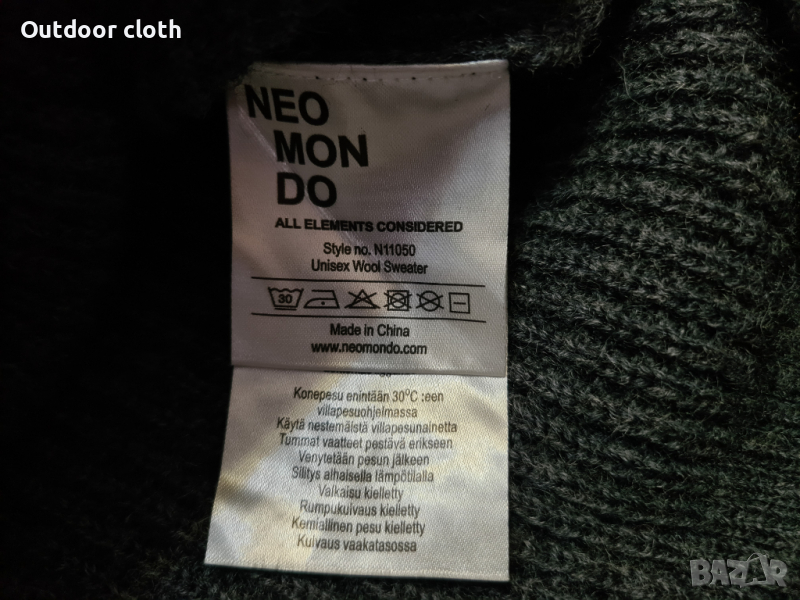 Outdoor cloth
NEO
MON
DO
ALL ELEMENTS CONSIDERED
Style no. N11050
Unisex Wool Sweater
30
Made in China
www.neomondo.com
Konepesu enintään 30°C :een
villapesuohjelmassa
Käytä nestemäistä villapesunainetta
Tummat vaatteet pestävä erikseen
Venytetään pesun jälkeen
Silitys alhaisella lämpötilalla
Valkaisu kielletty
Rumpukuivaus kielletty
Kemiallinen pesu kielletty
Kuivaus vaakatasossa
BAZAR